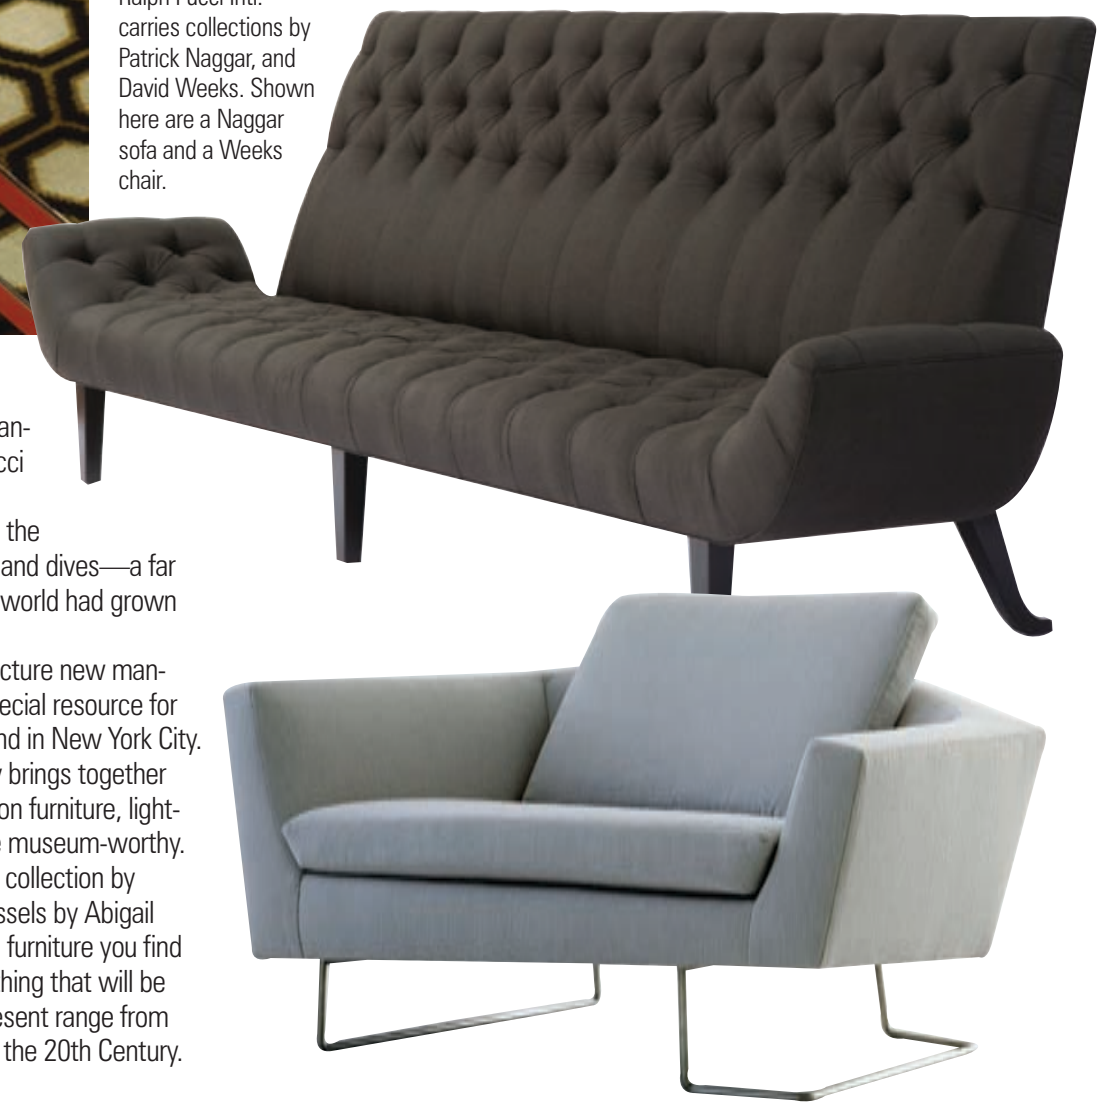 carries collections by
Patrick Naggar, and
David Weeks. Shown
here are a Naggar
sofa and a Weeks
chair.
an-
cci
the
and dives—a far
world had grown
cture new man-
ecial resource for
nd in New York City.
brings together
on furniture, light-
museum-worthy.
collection by
ssels by Abigail
furniture you find
hing that will be
esent range from
the 20th Century.